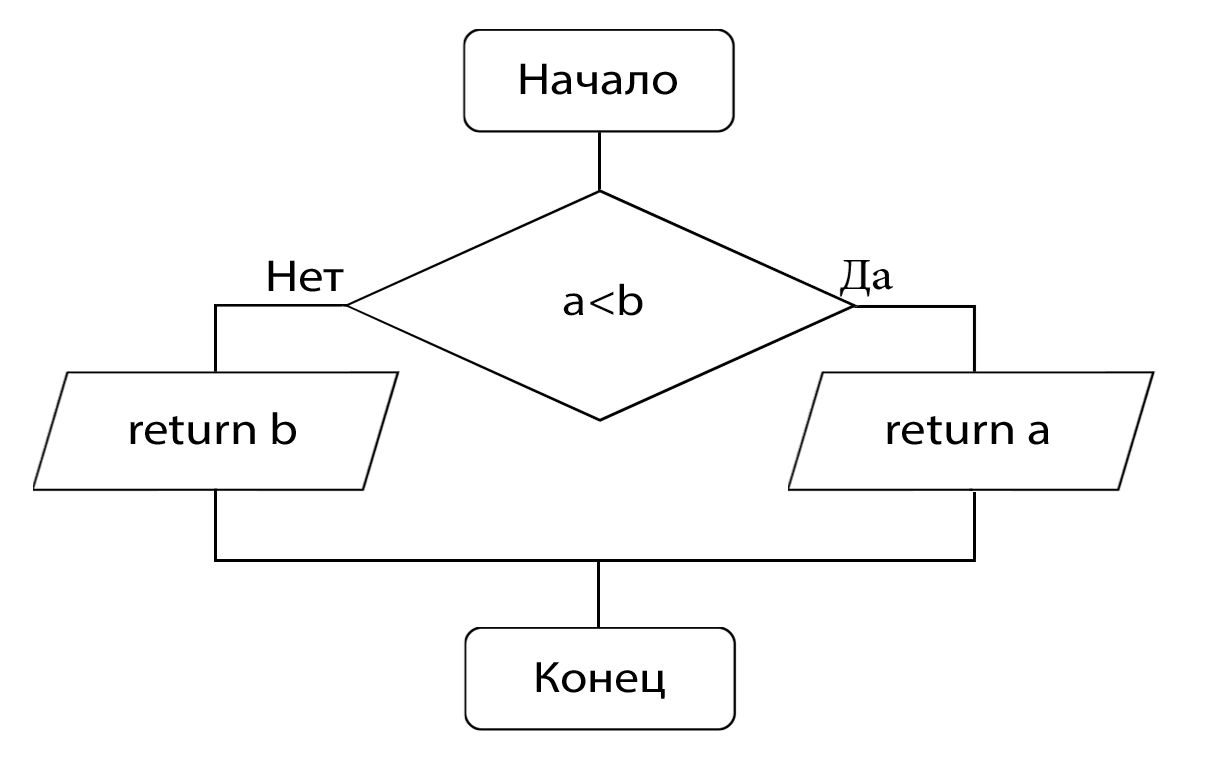 Начало
Нет
Да
a<b
return b
return a
Конец